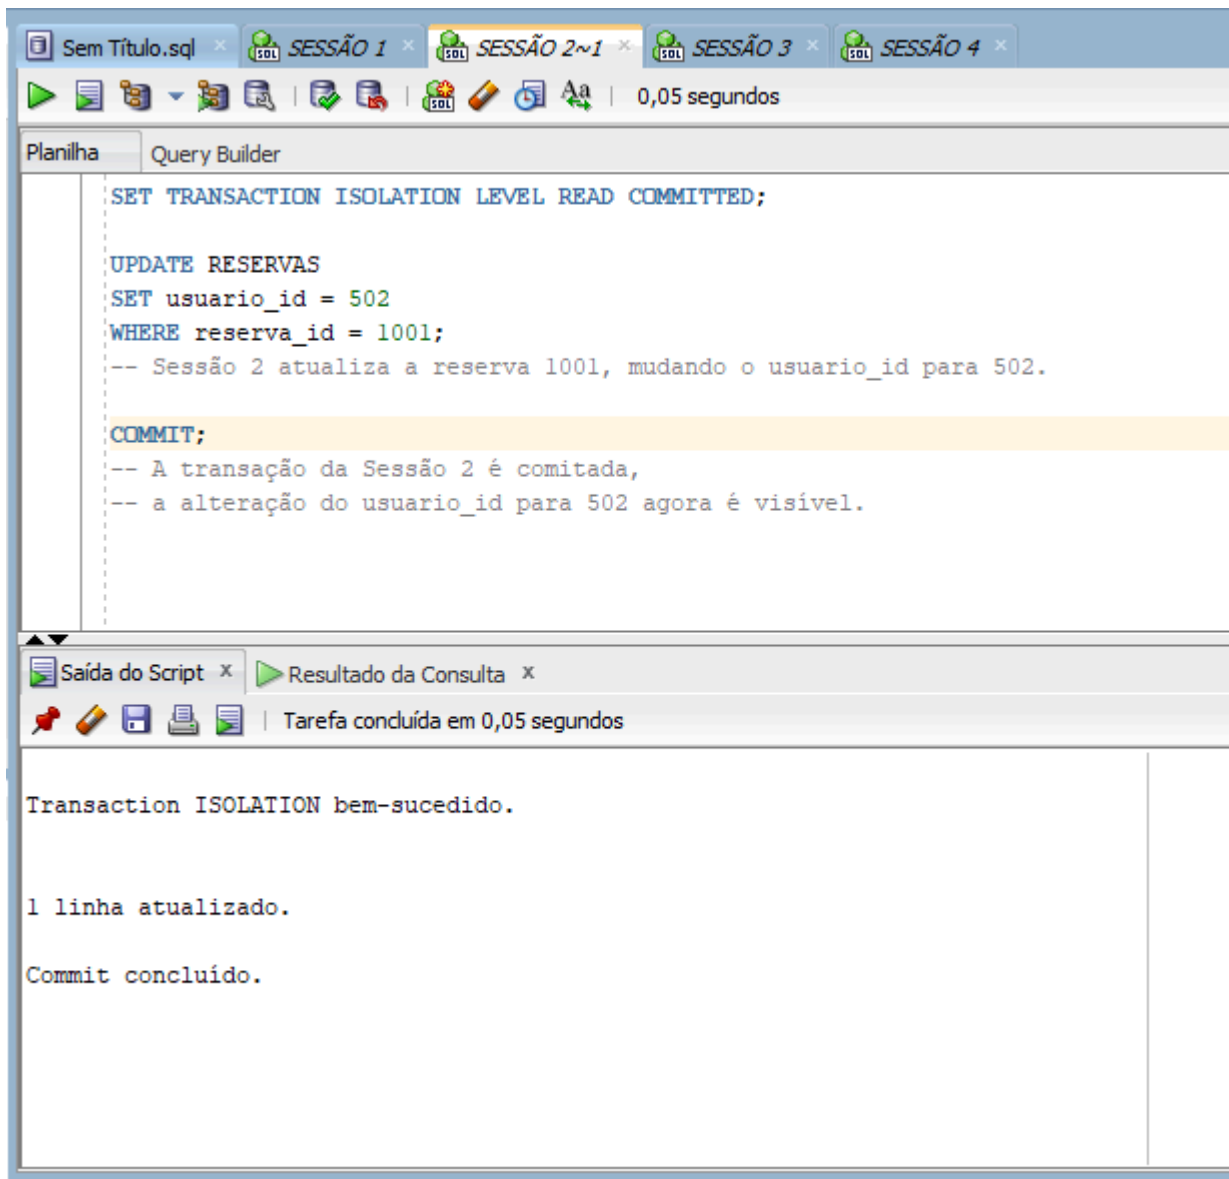 Sem Título.sql × SESSÃO 1 × SESSÃO 2~1 × SESSÃO 3 × SESSÃO 4 ×
SQL Aa 0,05 segundos
Planilha Query Builder
SET TRANSACTION ISOLATION LEVEL READ COMMITTED;
UPDATE RESERVAS
SET usuario_id = 502
WHERE reserva_id = 1001;
-- Sessão 2 atualiza a reserva 1001, mudando o usuario_id para 502.
COMMIT;
-- A transação da Sessão 2 é comitada,
-- a alteração do usuario_id para 502 agora é visível.
Saída do Script x Resultado da Consulta x
Tarefa concluída em 0,05 segundos
Transaction ISOLATION bem-sucedido.
1 linha atualizado.
Commit concluído.